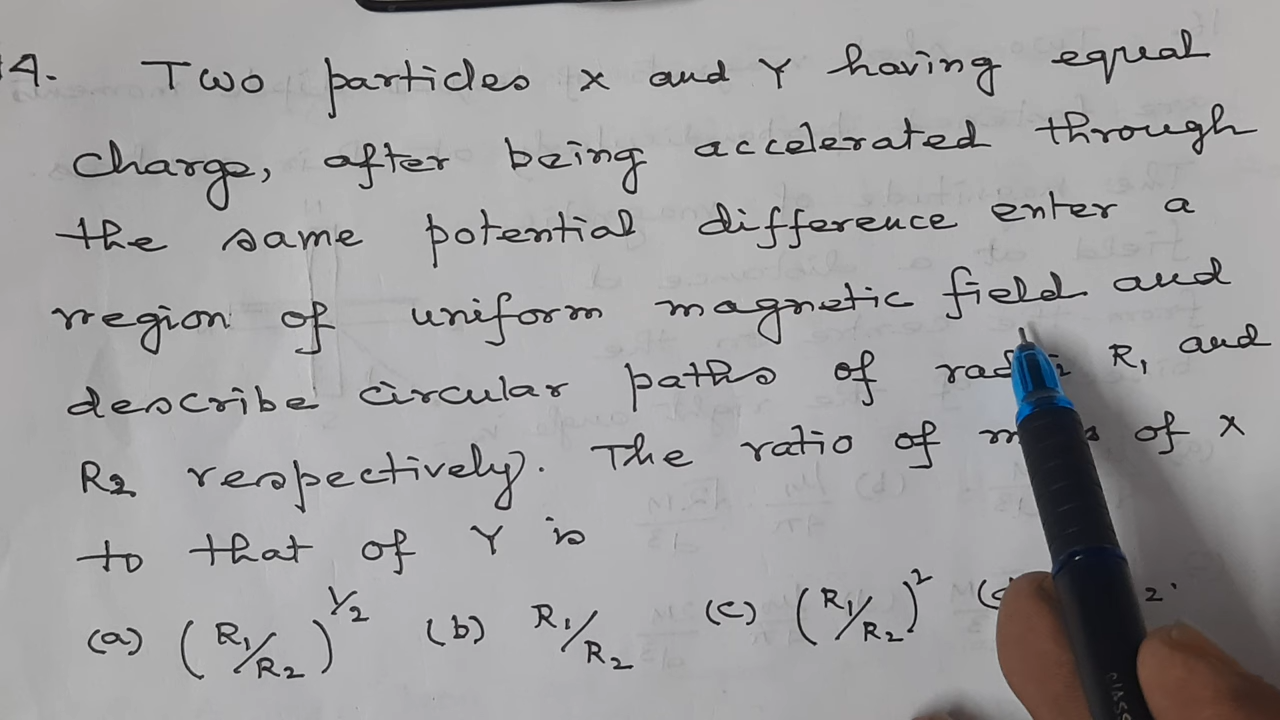 14. Two particles X and Y having equal
charge, after being accelerated through
the same potential difference enter a
region of uniform magnetic field and
describe circular paths of R₁ and
R₂ respectively. The ratio of of X
to that of Y is
(a) (R₁/R₂)^1/2 (b) R₁/R₂ (c) (R₁/R₂)²